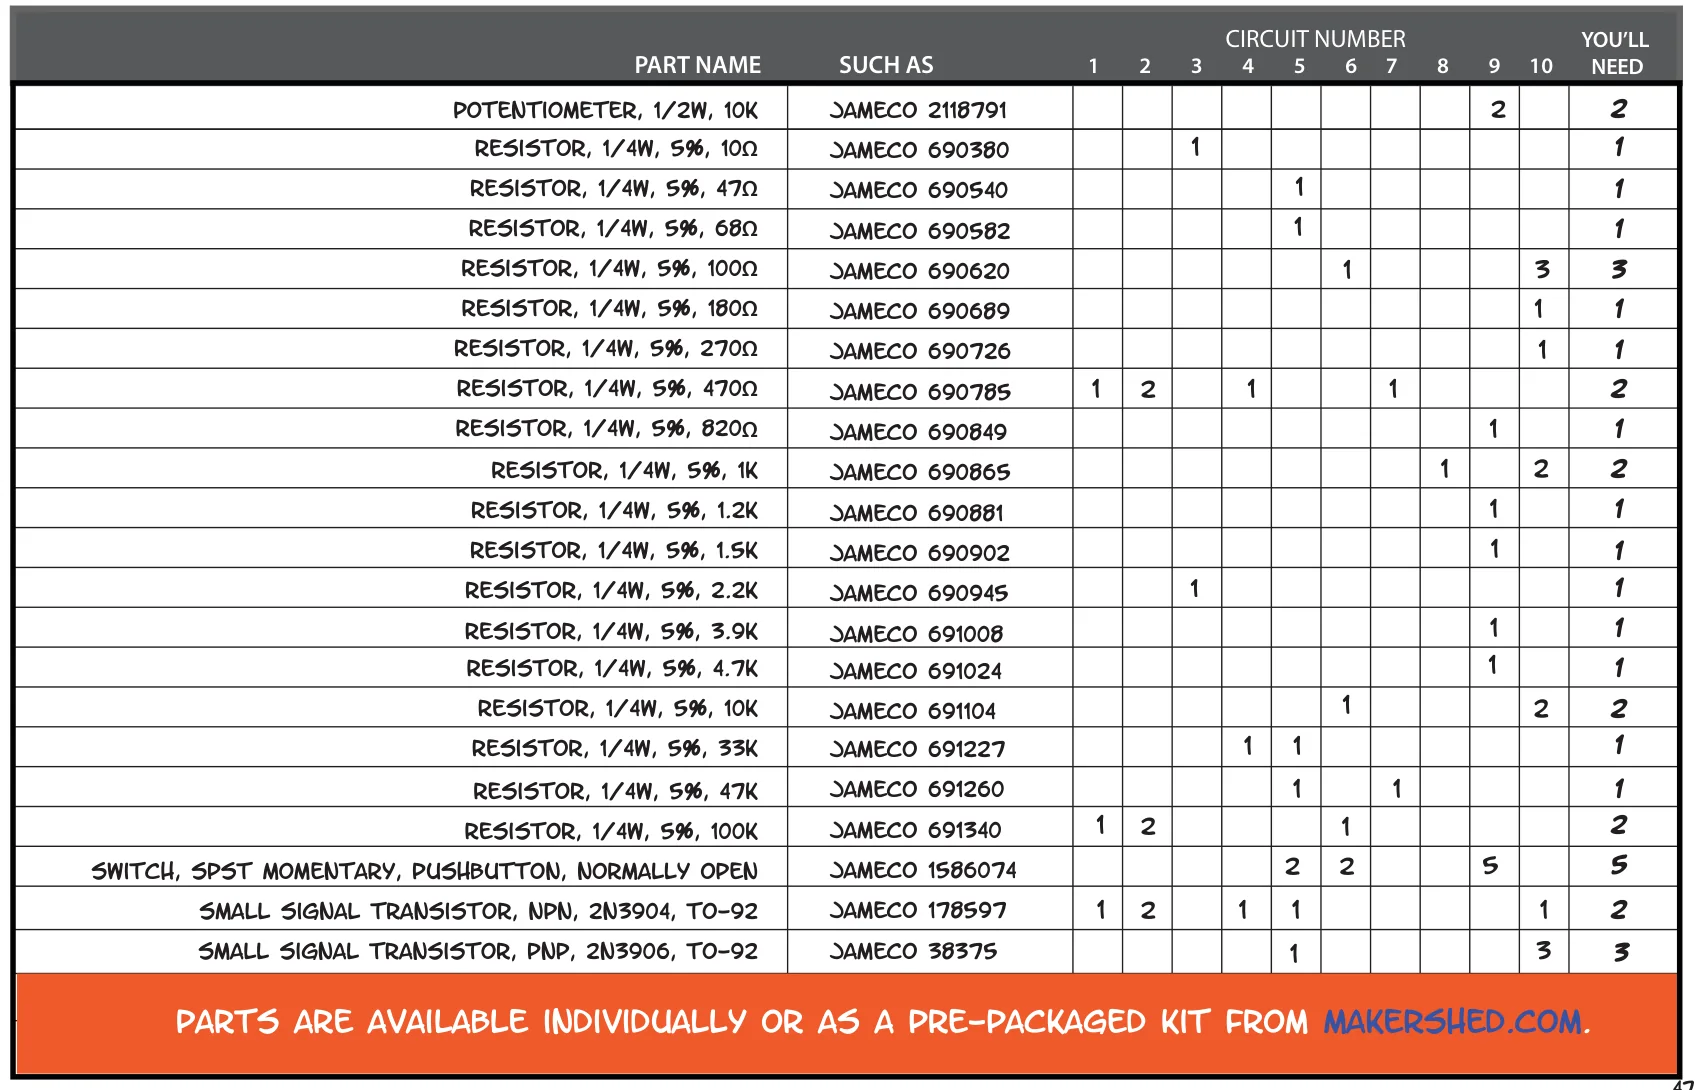 CIRCUIT NUMBER YOU'LL
PART NAME SUCH AS 1 2 3 4 5 6 7 8 9 10 NEED
POTENTIOMETER, 1/2W, 10K JAMECO 2118791 2 2
RESISTOR, 1/4W, 5%, 10Ω JAMECO 690380 1 1
RESISTOR, 1/4W, 5%, 47Ω JAMECO 690540 1 1
RESISTOR, 1/4W, 5%, 68Ω JAMECO 690582 1 1
RESISTOR, 1/4W, 5%, 100Ω JAMECO 690620 1 3 3
RESISTOR, 1/4W, 5%, 180Ω JAMECO 690689 1 1
RESISTOR, 1/4W, 5%, 270Ω JAMECO 690726 1 1
RESISTOR, 1/4W, 5%, 470Ω JAMECO 690785 1 2 1 1 2
RESISTOR, 1/4W, 5%, 820Ω JAMECO 690849 1 1
RESISTOR, 1/4W, 5%, 1K JAMECO 690865 1 2 2
RESISTOR, 1/4W, 5%, 1.2K JAMECO 690881 1 1
RESISTOR, 1/4W, 5%, 1.5K JAMECO 690902 1 1
RESISTOR, 1/4W, 5%, 2.2K JAMECO 690945 1 1
RESISTOR, 1/4W, 5%, 3.9K JAMECO 691008 1 1
RESISTOR, 1/4W, 5%, 4.7K JAMECO 691024 1 1
RESISTOR, 1/4W, 5%, 10K JAMECO 691104 1 2 2
RESISTOR, 1/4W, 5%, 33K JAMECO 691227 1 1 1
RESISTOR, 1/4W, 5%, 47K JAMECO 691260 1 1 1
RESISTOR, 1/4W, 5%, 100K JAMECO 691340 1 2 1 2
SWITCH, SPST MOMENTARY, PUSHBUTTON, NORMALLY OPEN JAMECO 1586074 2 2 5 5
SMALL SIGNAL TRANSISTOR, NPN, 2N3904, TO-92 JAMECO 178597 1 2 1 1 1 2
SMALL SIGNAL TRANSISTOR, PNP, 2N3906, TO-92 JAMECO 38375 1 3 3
PARTS ARE AVAILABLE INDIVIDUALLY OR AS A PRE-PACKAGED KIT FROM MAKERSHED.COM.